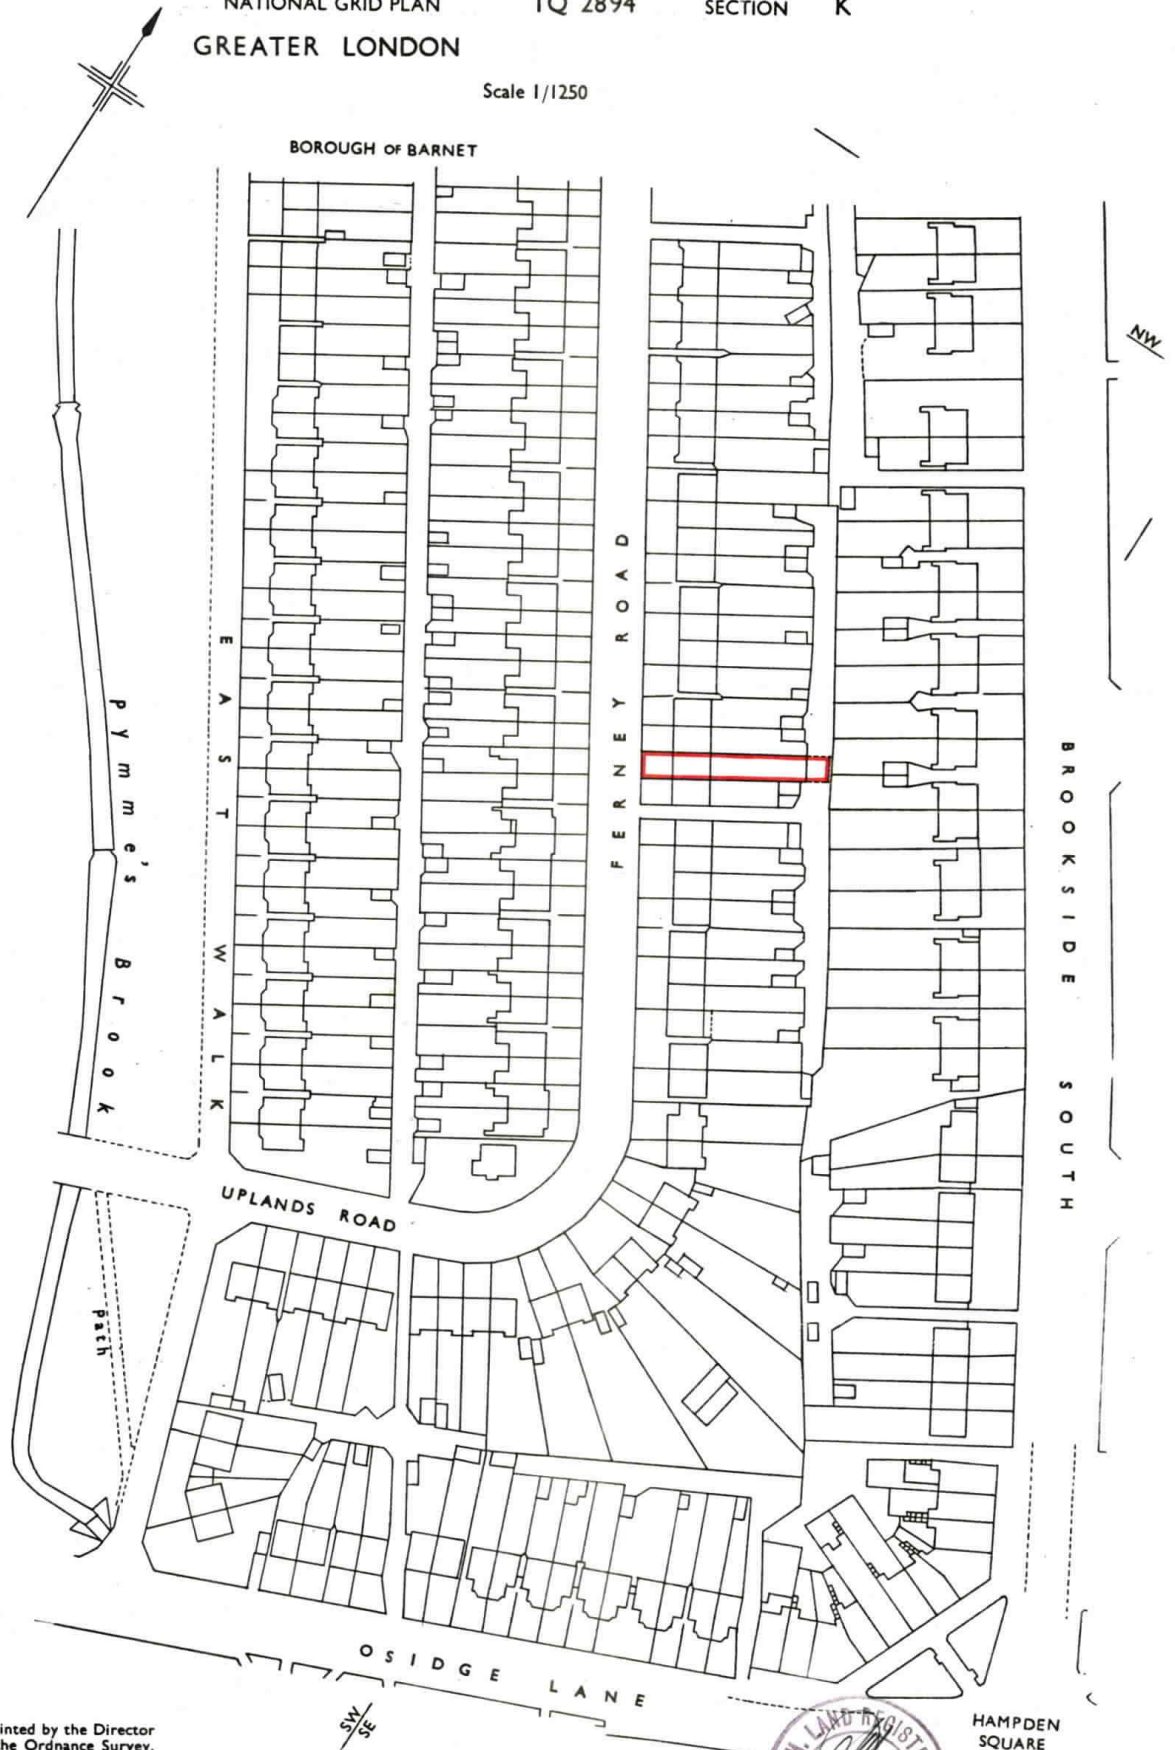 NATIONAL GRID PLAN TQ 2894 SECTION K
GREATER LONDON
Scale 1/1250
BOROUGH OF BARNET
NW
FERNEY ROAD
EAST WALK
Pymme's Brook
BROOKSIDE SOUTH
UPLANDS ROAD
Path
OSIDGE LANE
SW/SE
HAMPDEN
SQUARE
inted by the Director
he Ordnance Survey.
LAND REGIST